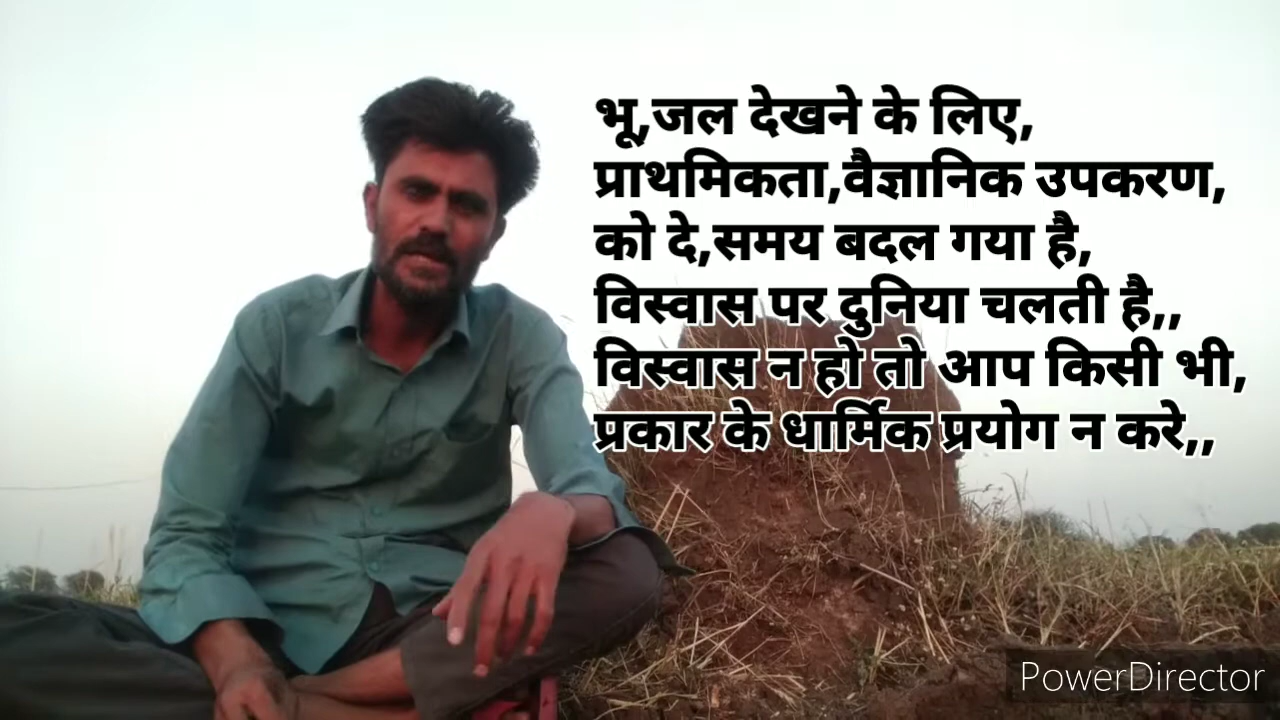 भू,जल देखने के लिए,
प्राथमिकता,वैज्ञानिक उपकरण,
को दे,समय बदल गया है,
विस्वास पर दुनिया चलती है,,
विस्वास न हो तो आप किसी भी,
प्रकार के धार्मिक प्रयोग न करे,,
PowerDirector